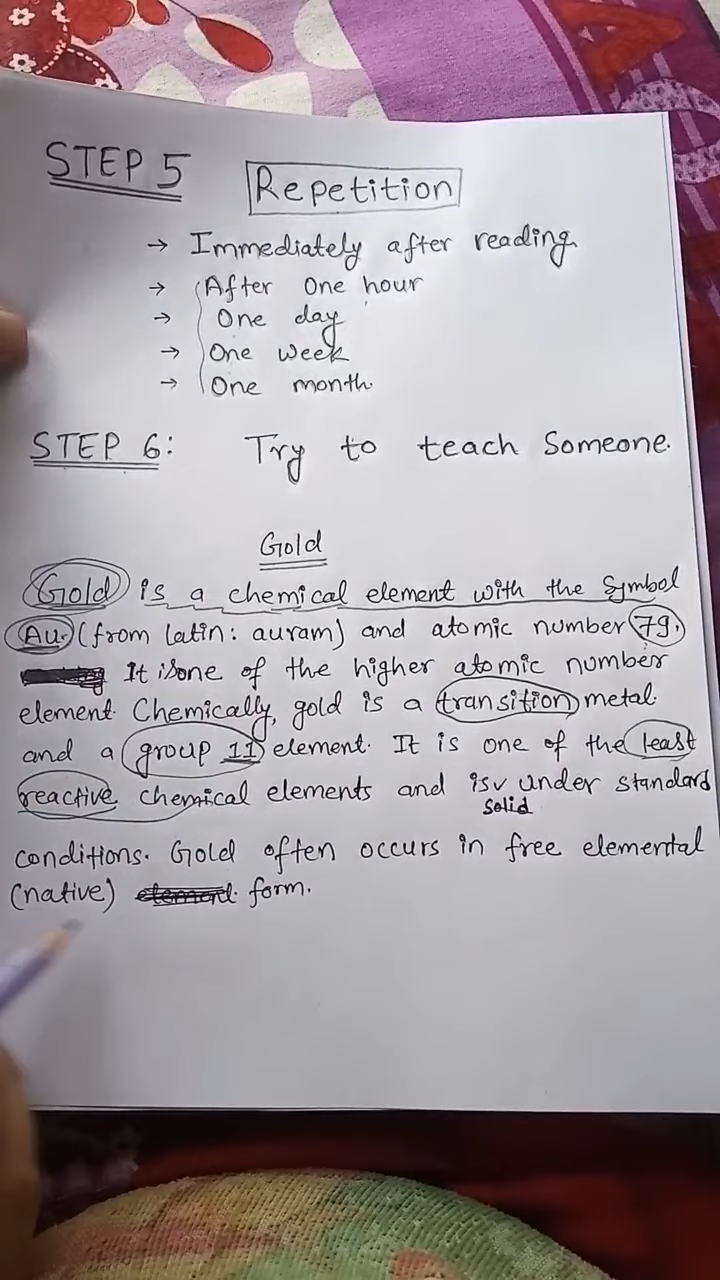 STEP 5 Repetition
→ Immediately after reading.
→ After One hour
→ One day
→ One week
→ One month.
STEP 6: Try to teach Someone.
Gold
Gold is a chemical element with the Symbol
Au. (from latin: auram) and atomic number 79.
It is one of the higher atomic number
element. Chemically, gold is a transition metal.
and a group 11 element. It is one of the least
reactive chemical elements and is solid under standard
conditions. Gold often occurs in free elemental
(native) element form.